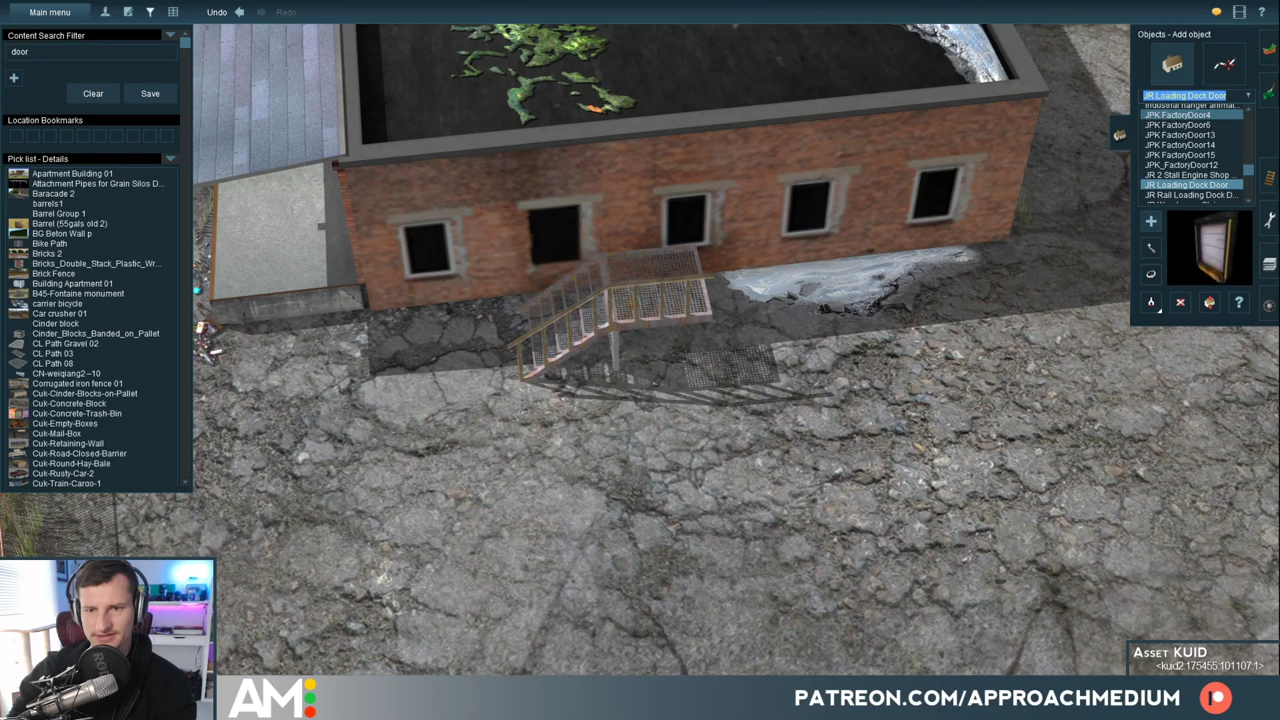 Main menu
Undo
Redo
Content Search Filter
door
Clear
Save
Location Bookmarks
Pick list - Details
Apartment Building 01
Attachment Pipes for Grain Silos D...
Baracade 2
barrels1
Barrel Group 1
Barrel (55gals old 2)
BG Beton Wall p
Bike Path
Bricks 2
Bricks_Double_Stack_Plastic_Wr...
Brick Fence
Building Apartment 01
B45-Fontaine monument
carrier bicycle
Car crusher 01
Cinder block
Cinder_Blocks_Banded_on_Pallet
CL Path Gravel 02
CL Path 03
CL Path 08
CN-weiqiang2--10
Corrugated iron fence 01
Cuk-Cinder-Blocks-on-Pallet
Cuk-Concrete-Block
Cuk-Concrete-Trash-Bin
Cuk-Empty-Boxes
Cuk-Mail-Box
Cuk-Retaining-Wall
Cuk-Road-Closed-Barrier
Cuk-Round-Hay-Bale
Cuk-Rusty-Car-2
Cuk-Train-Cargo-1
Objects - Add object
JR Loading Dock Door
JPK FactoryDoor4
JPK FactoryDoor6
JPK FactoryDoor13
JPK FactoryDoor14
JPK FactoryDoor15
JPK_FactoryDoor12
JR 2 Stall Engine Shop ...
JR Loading Dock Door
JR Rail Loading Dock D...
Asset KUID
<kuid2:175455:101107:1>
AM
PATREON.COM/APPROACHMEDIUM